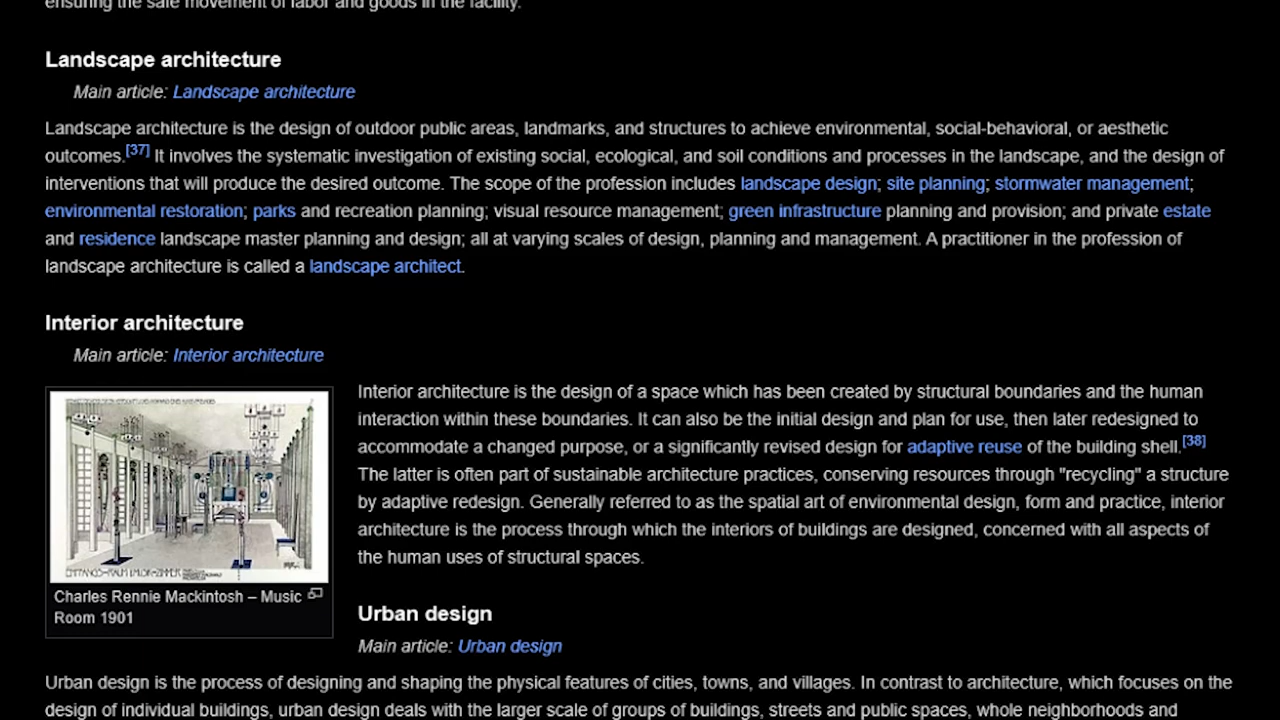 ensuring the safe movement of labor and goods in the facility.
Landscape architecture
Main article: Landscape architecture
Landscape architecture is the design of outdoor public areas, landmarks, and structures to achieve environmental, social-behavioral, or aesthetic
outcomes.[37] It involves the systematic investigation of existing social, ecological, and soil conditions and processes in the landscape, and the design of
interventions that will produce the desired outcome. The scope of the profession includes landscape design; site planning; stormwater management;
environmental restoration; parks and recreation planning; visual resource management; green infrastructure planning and provision; and private estate
and residence landscape master planning and design; all at varying scales of design, planning and management. A practitioner in the profession of
landscape architecture is called a landscape architect.
Interior architecture
Main article: Interior architecture
Interior architecture is the design of a space which has been created by structural boundaries and the human
interaction within these boundaries. It can also be the initial design and plan for use, then later redesigned to
accommodate a changed purpose, or a significantly revised design for adaptive reuse of the building shell.[38]
The latter is often part of sustainable architecture practices, conserving resources through "recycling" a structure
by adaptive redesign. Generally referred to as the spatial art of environmental design, form and practice, interior
architecture is the process through which the interiors of buildings are designed, concerned with all aspects of
the human uses of structural spaces.
Charles Rennie Mackintosh – Music
Room 1901
Urban design
Main article: Urban design
Urban design is the process of designing and shaping the physical features of cities, towns, and villages. In contrast to architecture, which focuses on the
design of individual buildings, urban design deals with the larger scale of groups of buildings, streets and public spaces, whole neighborhoods and